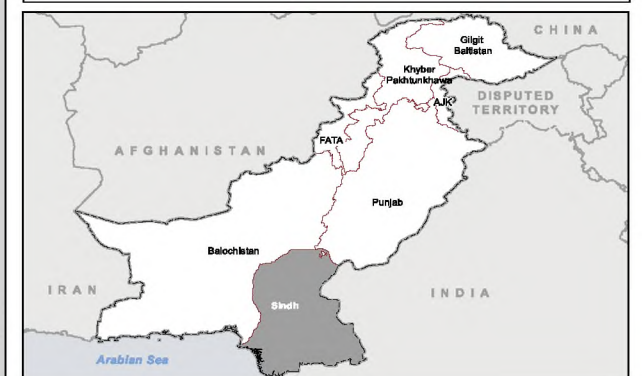 CHINA
Gilgit
Baltistan
Khyber
Pakhtunkhawa
AJK
DISPUTED
TERRITORY
FATA
AFGHANISTAN
Punjab
Balochistan
IRAN
Sindh
INDIA
Arabian Sea